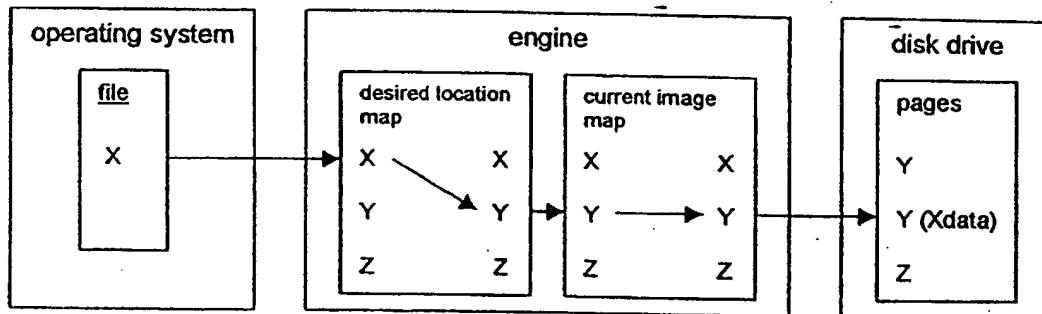 operating system
file
X
engine
desired location
map
X X
Y Y
Z Z
current image
map
X X
Y Y
Z Z
disk drive
pages
Y
Y (Xdata)
Z